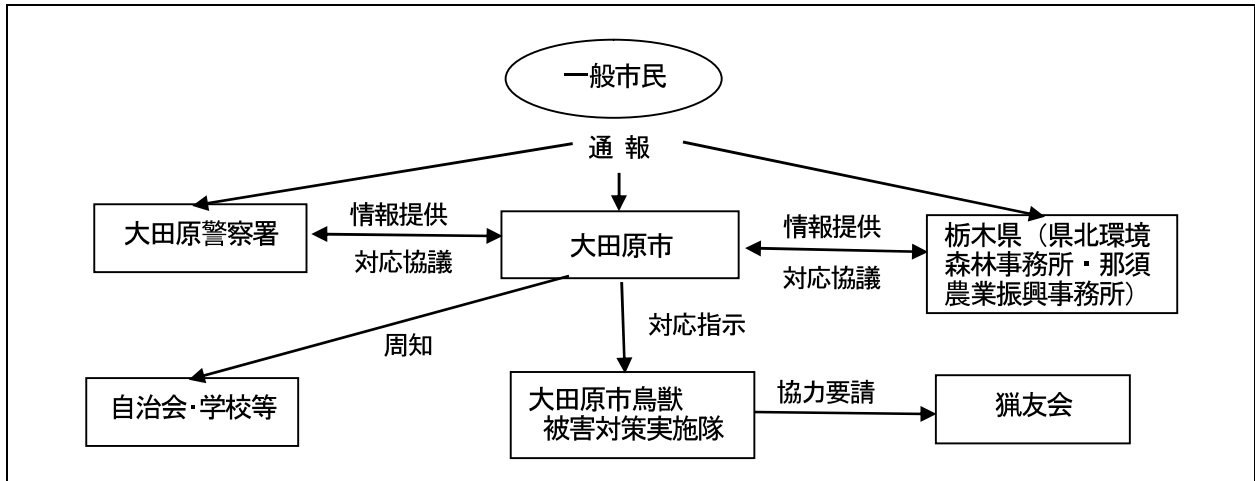 一般市民
通 報
大田原警察署
情報提供
対応協議
大田原市
情報提供
対応協議
栃木県（県北環境
森林事務所・那須
農業振興事務所）
周知
対応指示
自治会・学校等
大田原市鳥獣
被害対策実施隊
協力要請
猟友会